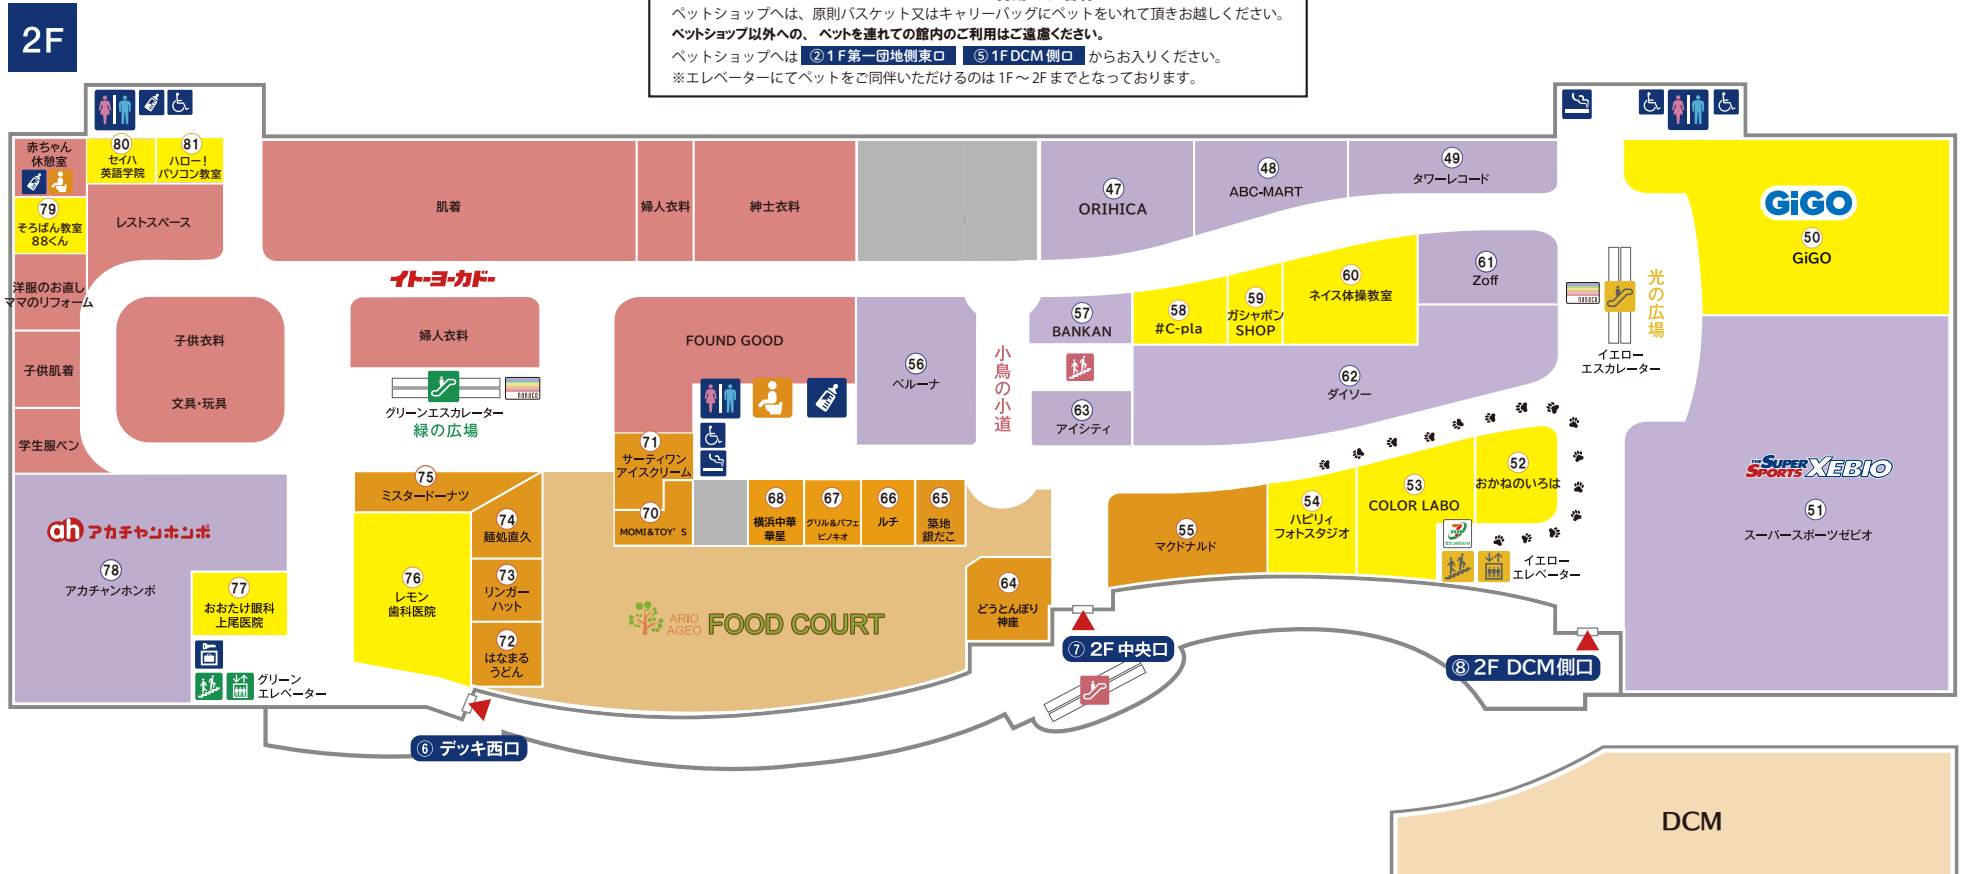 2F
ペットショップへは、原則バスケット又はキャリーバッグにペットをいれて頂きお越しください。
ペットショップ以外への、ペットを連れての館内のご利用はご遠慮ください。
ペットショップへは ②1F第一団地側東口 ⑤1F DCM側口 からお入りください。
※エレベーターにてペットをご同伴いただけるのは1F～2Fまでとなっております。
赤ちゃん
休憩室
80
セイハ
英語学院
81
ハロー!
パソコン教室
79
そろばん教室
88くん
レストスペース
洋服のお直し
ママのリフォーム
子供肌着
学生服ベン
子供衣料
文具・玩具
肌着
婦人衣料
紳士衣料
イトーヨーカドー
婦人衣料
グリーンエスカレーター
緑の広場
nanaco
FOUND GOOD
56
ベルーナ
小鳥の小道
47
ORIHICA
48
ABC-MART
49
タワーレコード
57
BANKAN
58
#C-pla
59
ガシャポン
SHOP
60
ネイス体操教室
61
Zoff
62
ダイソー
63
アイシティ
nanaco
光の広場
イエロー
エスカレーター
GiGO
50
GiGO
THE SUPER SPORTS XEBIO
51
スーパースポーツゼビオ
52
おかねのいろは
53
COLOR LABO
54
ハピリィ
フォトスタジオ
55
マクドナルド
7
イエロー
エレベーター
71
サーティワン
アイスクリーム
70
MOMI&TOY'S
68
横浜中華
華星
67
グリル&パフェ
ピノキオ
66
ルチ
65
築地
銀だこ
64
どうとんぼり
神座
75
ミスタードーナツ
74
麺処直久
73
リンガー
ハット
72
はなまる
うどん
76
レモン
歯科医院
ARIO
AGEO
FOOD COURT
ah アカチャンホンポ
78
アカチャンホンポ
77
おおたけ眼科
上尾医院
グリーン
エレベーター
⑥ デッキ西口
⑦ 2F 中央口
⑧ 2F DCM側口
DCM